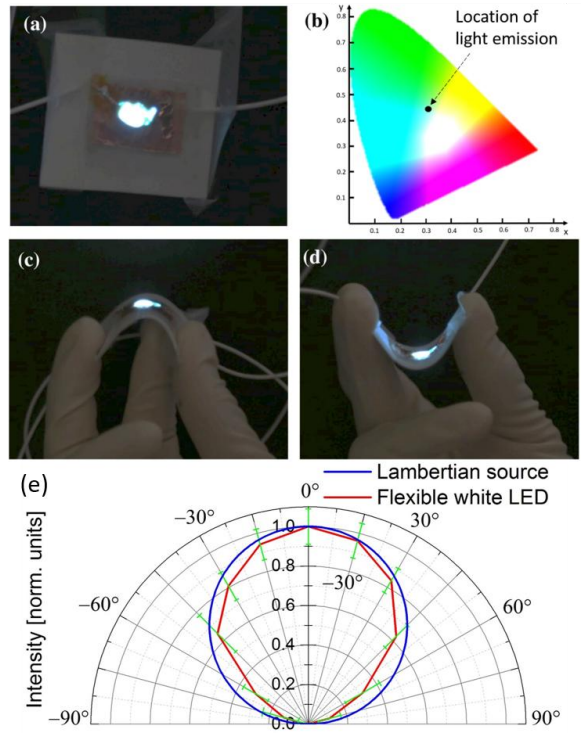 (a)
(b)
y
Location of
light emission
0.8
0.7
0.6
0.5
0.4
0.3
0.2
0.1
0.1 0.2 0.3 0.4 0.5 0.6 0.7 0.8
x
(c)
(d)
(e)
Lambertian source
Flexible white LED
Intensity [norm. units]
0°
−30°
30°
−60°
60°
−90°
90°
−30°
1.0
0.8
0.6
0.4
0.2
0.0